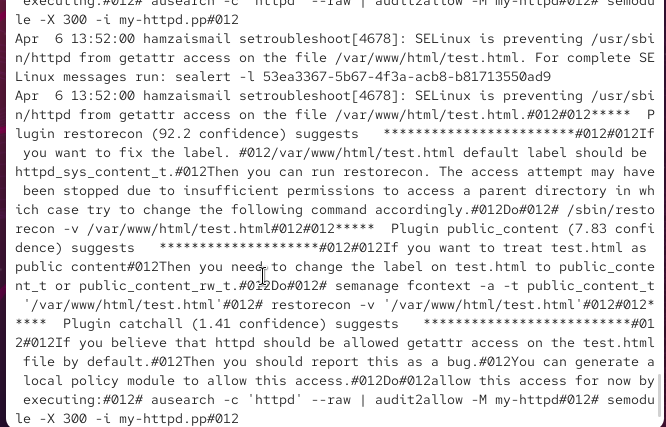 executing:#012# ausearch -c 'httpd' --raw | audit2allow -M my-httpd#012# semodu
le -X 300 -i my-httpd.pp#012
Apr  6 13:52:00 hamzaismail setroubleshoot[4678]: SELinux is preventing /usr/sbi
n/httpd from getattr access on the file /var/www/html/test.html. For complete SE
Linux messages run: sealert -l 53ea3367-5b67-4f3a-acb8-b81713550ad9
Apr  6 13:52:00 hamzaismail setroubleshoot[4678]: SELinux is preventing /usr/sbi
n/httpd from getattr access on the file /var/www/html/test.html.#012#012*****  P
lugin restorecon (92.2 confidence) suggests   ************************#012#012If
 you want to fix the label. #012/var/www/html/test.html default label should be 
httpd_sys_content_t.#012Then you can run restorecon. The access attempt may have
 been stopped due to insufficient permissions to access a parent directory in wh
ich case try to change the following command accordingly.#012Do#012# /sbin/resto
recon -v /var/www/html/test.html#012#012*****  Plugin public_content (7.83 confi
dence) suggests   ********************#012#012If you want to treat test.html as 
public content#012Then you need to change the label on test.html to public_conte
nt_t or public_content_rw_t.#012Do#012# semanage fcontext -a -t public_content_t
 '/var/www/html/test.html'#012# restorecon -v '/var/www/html/test.html'#012#012*
****  Plugin catchall (1.41 confidence) suggests   **************************#01
2#012If you believe that httpd should be allowed getattr access on the test.html
 file by default.#012Then you should report this as a bug.#012You can generate a
 local policy module to allow this access.#012Do#012allow this access for now by
 executing:#012# ausearch -c 'httpd' --raw | audit2allow -M my-httpd#012# semodu
le -X 300 -i my-httpd.pp#012